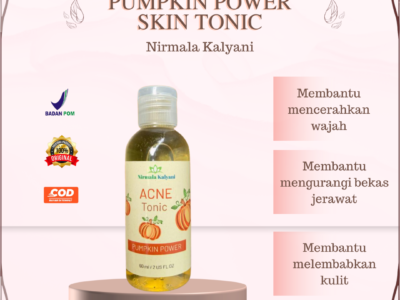 PUMPKIN POWER
SKIN TONIC
Nirmala Kalyani
Membantu
mencerahkan
wajah
BADAN POM
100%
ORIGINAL
Membantu
mengurangi bekas
jerawat
COD
Membantu
melembabkan
kulit
Nirmala Kalyani
ACNE
Tonic
PUMPKIN POWER